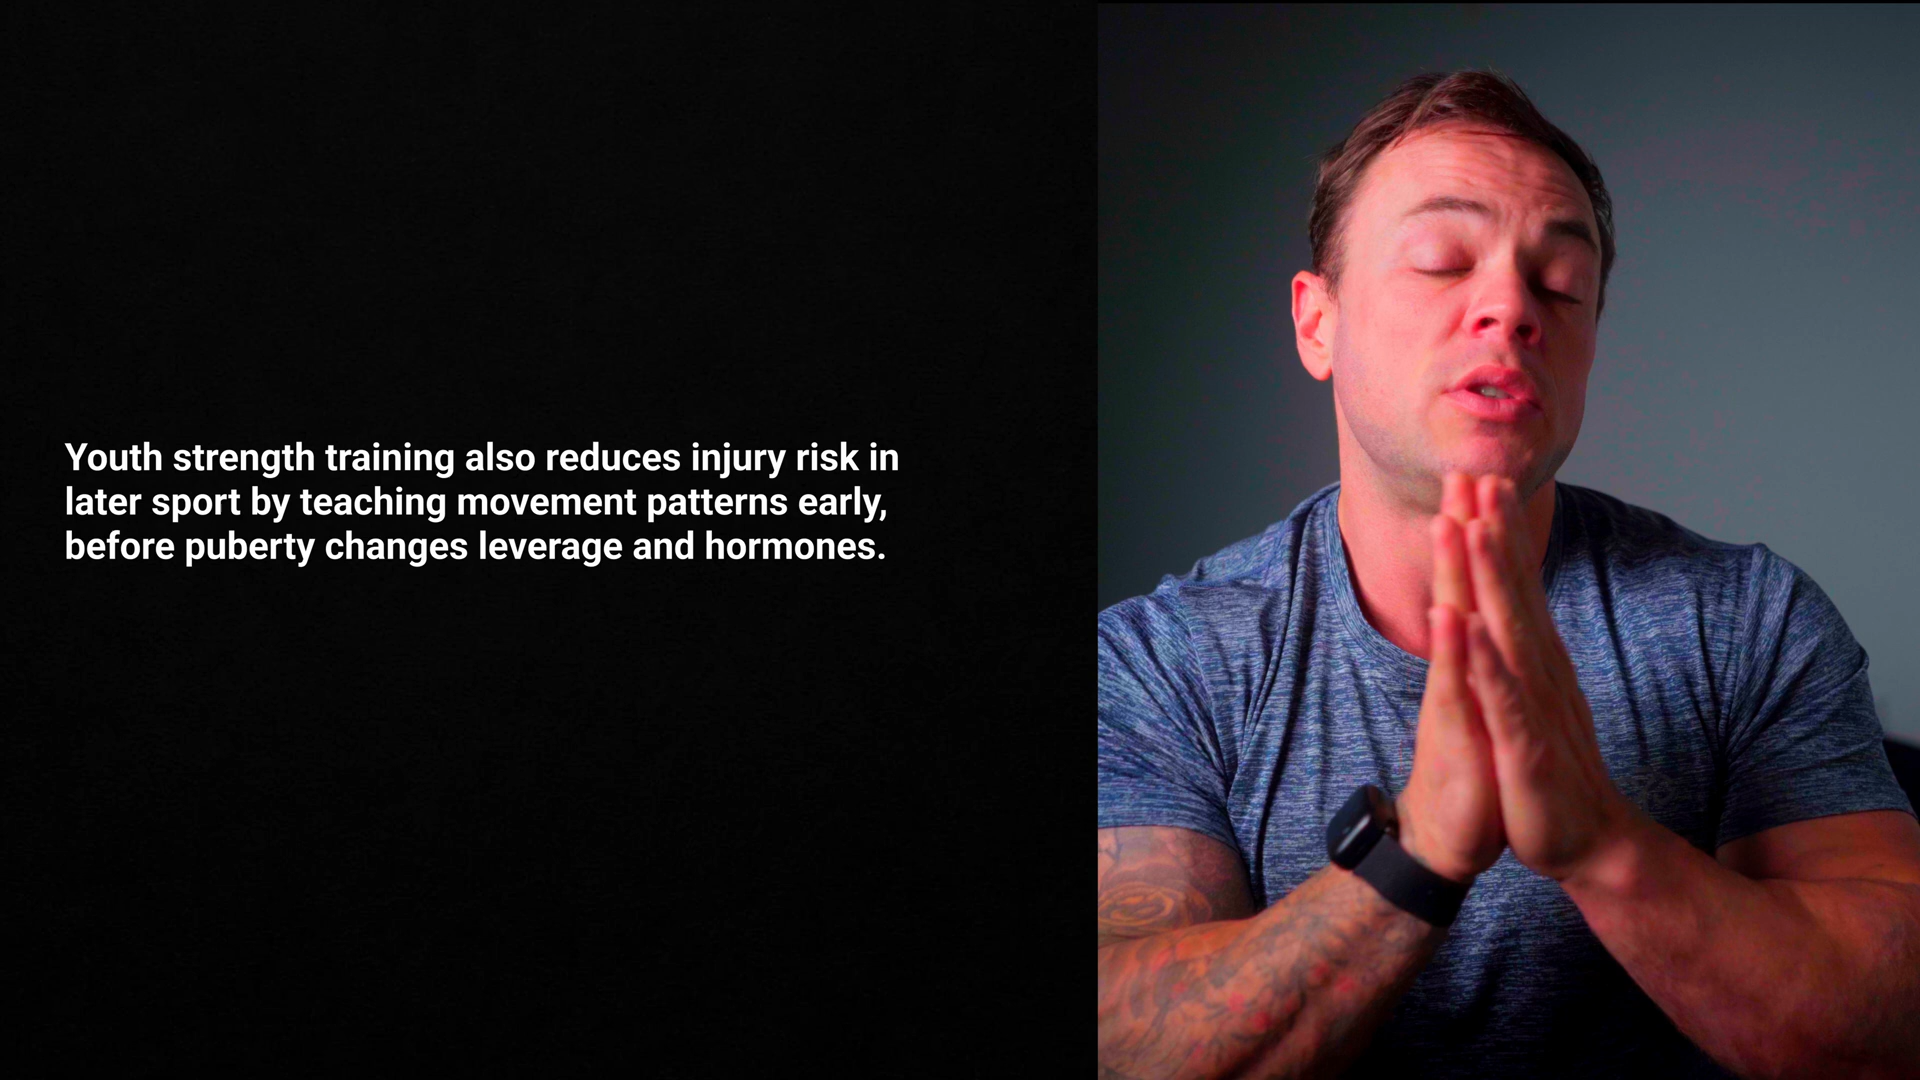 Youth strength training also reduces injury risk in
later sport by teaching movement patterns early,
before puberty changes leverage and hormones.